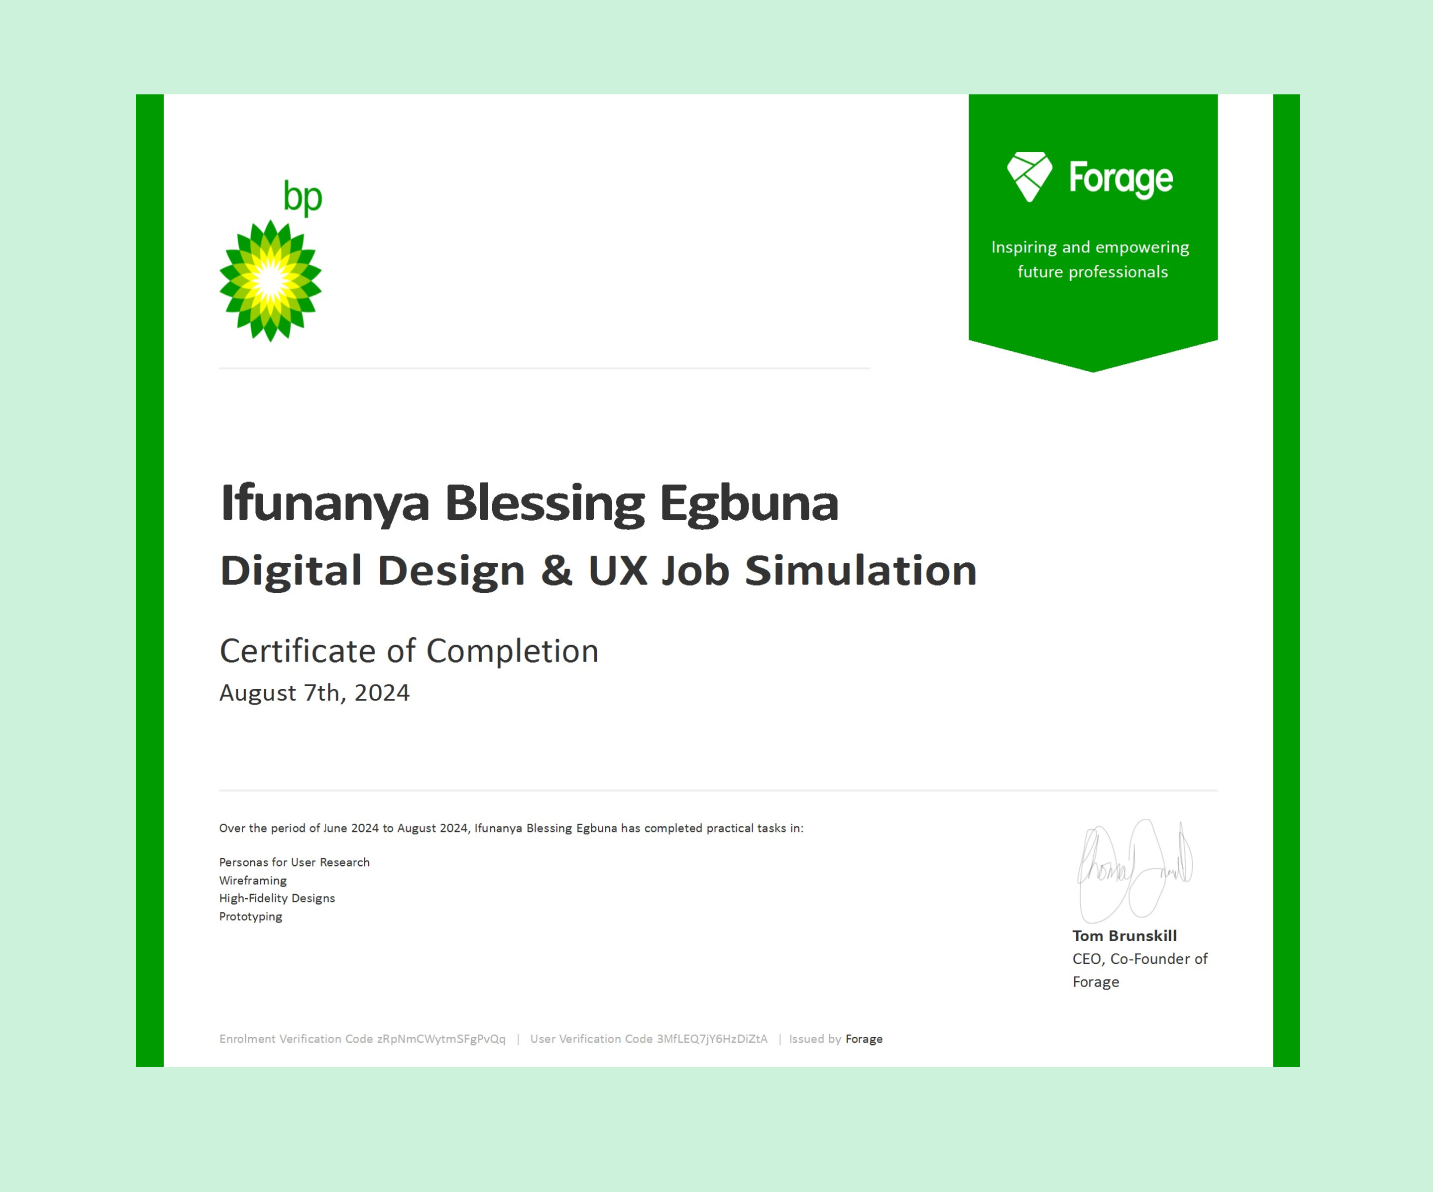 bp
Forage
Inspiring and empowering
future professionals
Ifunanya Blessing Egbuna
Digital Design & UX Job Simulation
Certificate of Completion
August 7th, 2024
Over the period of June 2024 to August 2024, Ifunanya Blessing Egbuna has completed practical tasks in:
Personas for User Research
Wireframing
High-Fidelity Designs
Prototyping
Tom Brunskill
CEO, Co-Founder of
Forage
Enrolment Verification Code zRpNmCWytmSFgPvQq | User Verification Code 3MfLEQ7jY6HzDiZtA | Issued by Forage